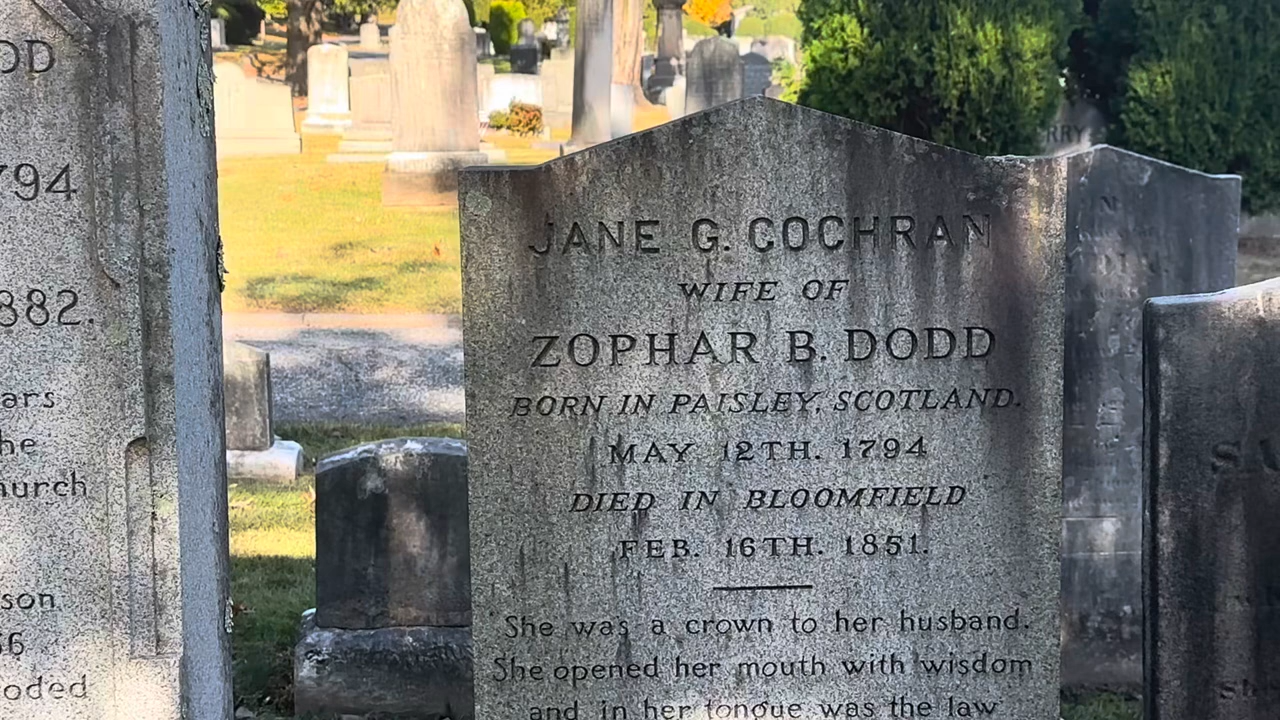 DD
794
882.
ars
he
hurch
son
66
oded
JANE G. COCHRAN
WIFE OF
ZOPHAR B. DODD
BORN IN PAISLEY, SCOTLAND.
MAY 12TH. 1794
DIED IN BLOOMFIELD
FEB. 16TH. 1851.
She was a crown to her husband.
She opened her mouth with wisdom
and in her tongue was the law
RRY